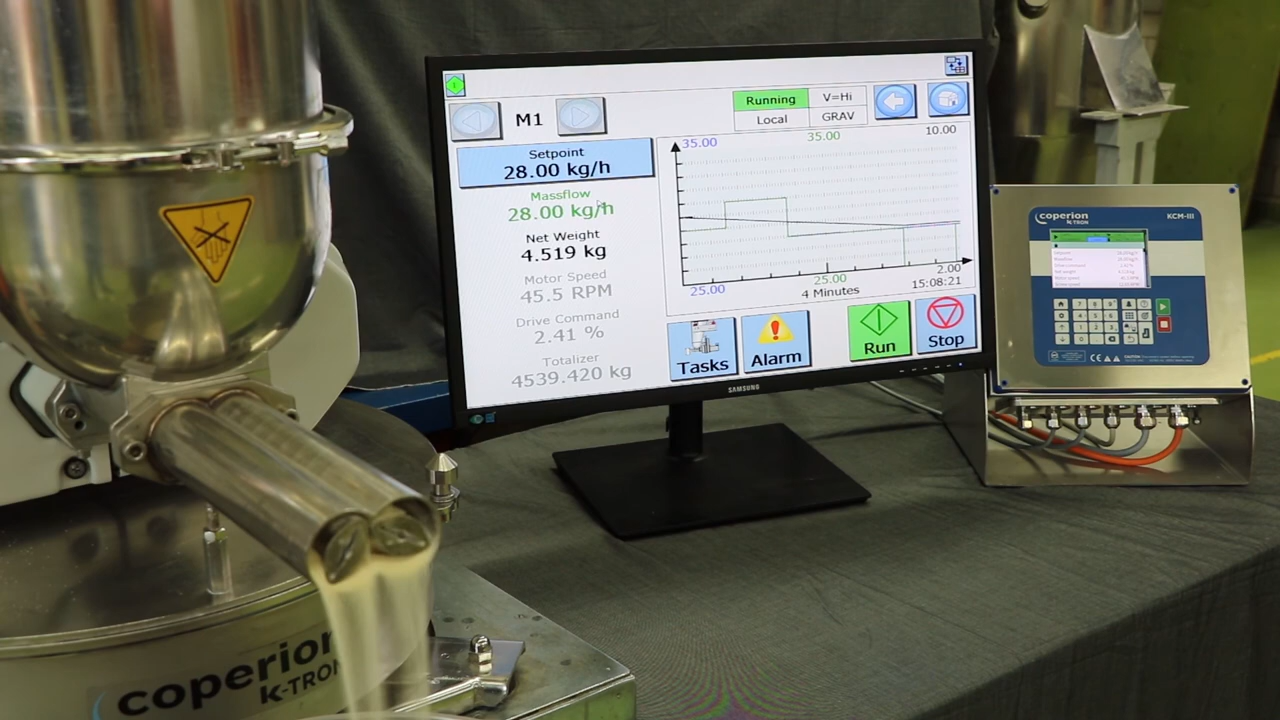 M1
Running
V=Hi
Local
GRAV
Setpoint
28.00 kg/h
Massflow
28.00 kg/h
Net Weight
4.519 kg
Motor Speed
45.5 RPM
Drive Command
2.41 %
Totalizer
4539.420 kg
35.00
35.00
10.00
25.00
25.00
2.00
4 Minutes
15:08:21
Tasks
Alarm
Run
Stop
SAMSUNG
coperion
K-TRON
KCM-III
coperion
K-TRON